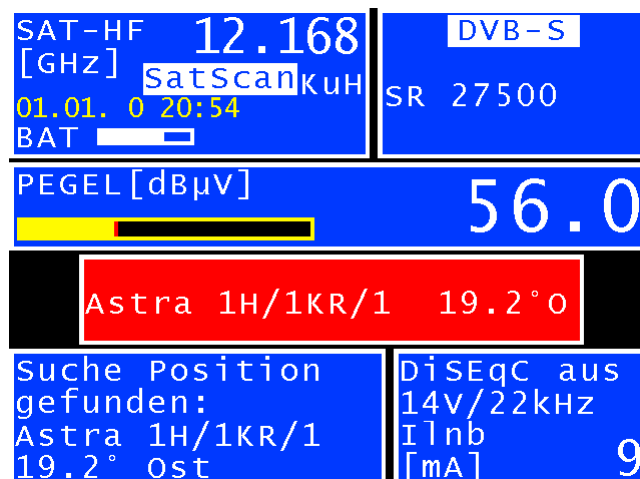 SAT-HF 12.168
[GHz] SatScan KuH
01.01. 0 20:54
BAT
DVB-S
SR 27500
PEGEL[dBµV] 56.0
Astra 1H/1KR/1 19.2°O
Suche Position
gefunden:
Astra 1H/1KR/1
19.2° Ost
DiSEqC aus
14V/22kHz
Ilnb
[mA] 9